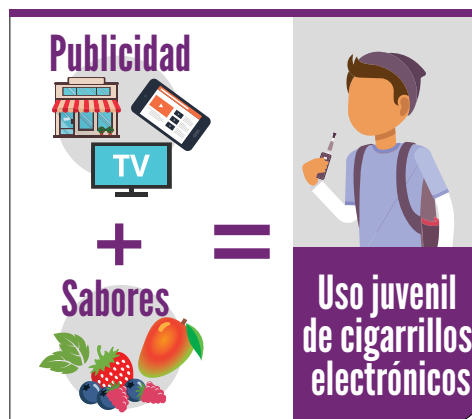 Publicidad
TV
+
=
Sabores
Uso juvenil
de cigarrillos
electrónicos